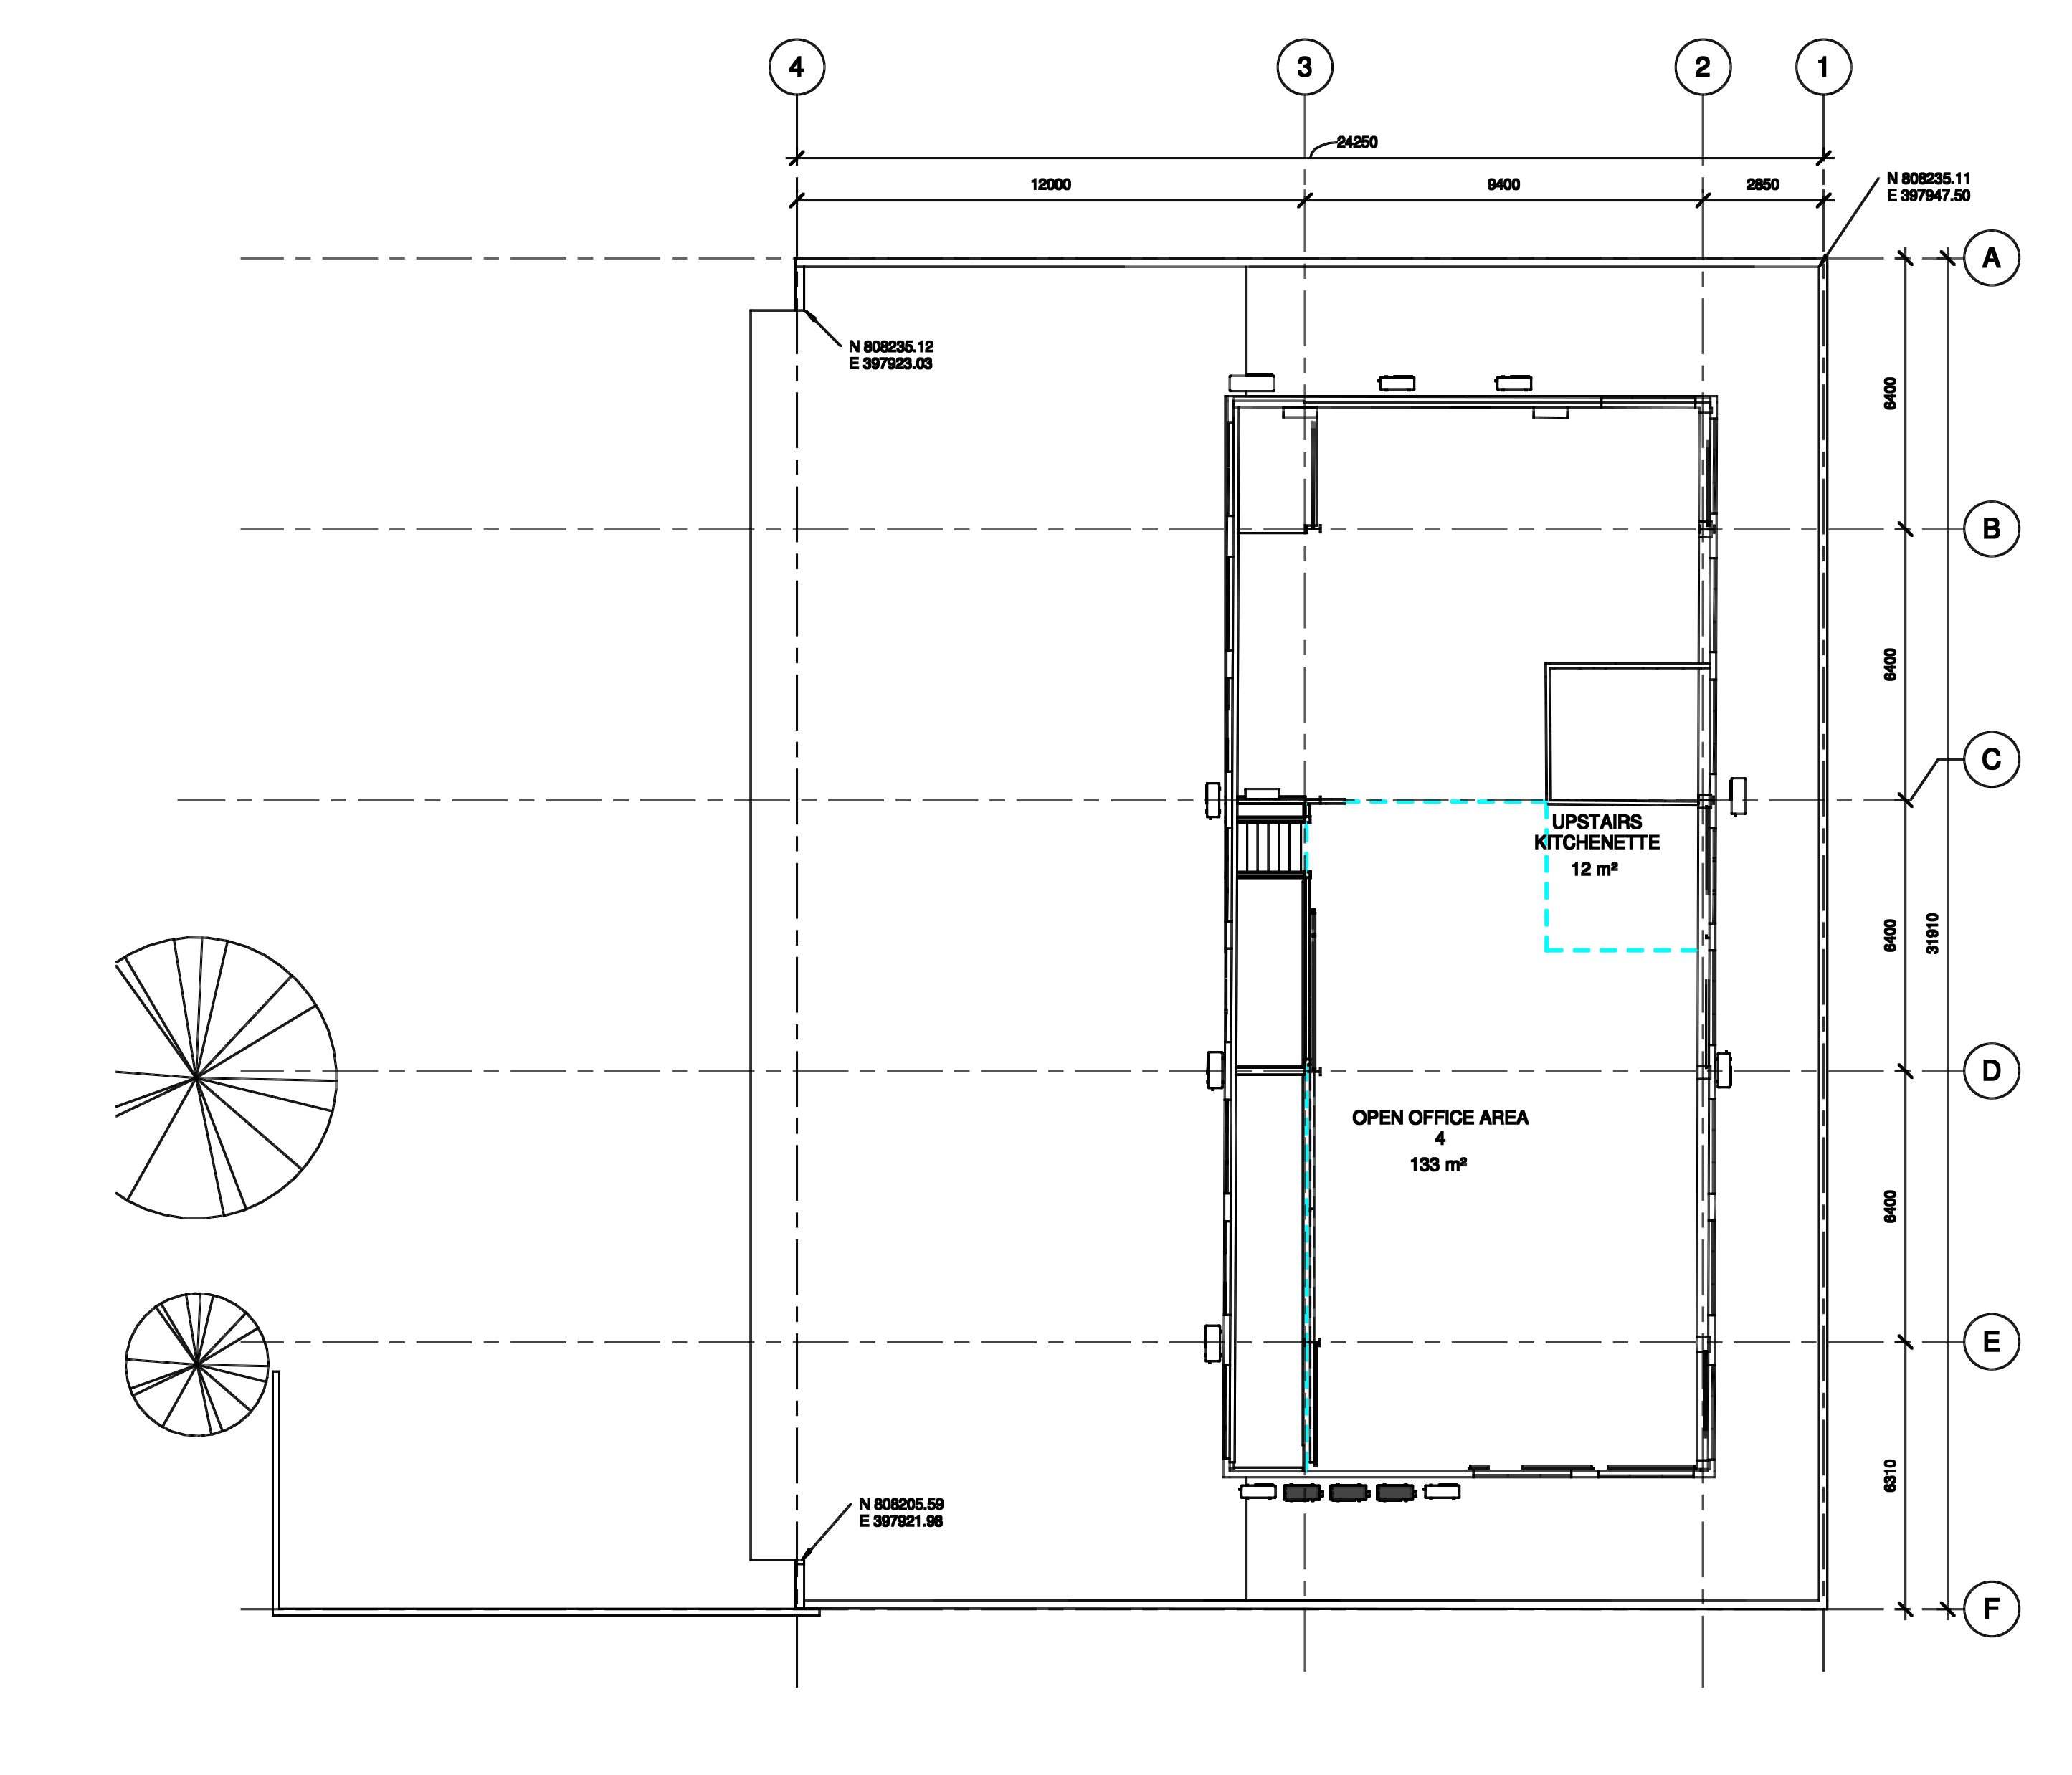 4
3
2
1
24250
12000
9400
2850
N 808235.11
E 397947.50
A
N 808235.12
E 397923.03
6400
B
6400
C
UPSTAIRS
KITCHENETTE
12 m²
6400
31910
D
OPEN OFFICE AREA
4
133 m²
6400
E
6310
N 808205.59
E 397921.98
F